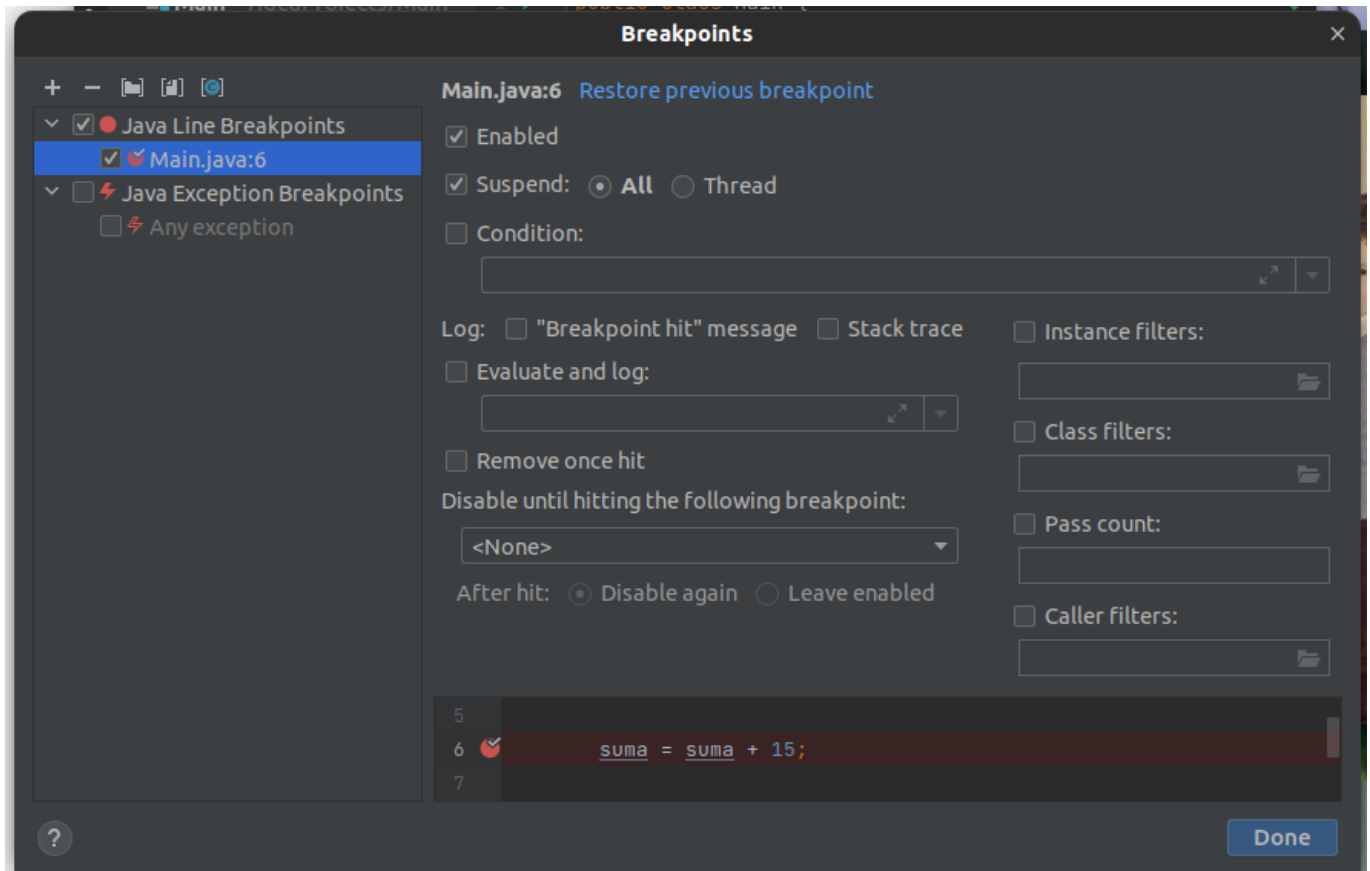 Breakpoints
Main.java:6 Restore previous breakpoint
Java Line Breakpoints
Main.java:6
Java Exception Breakpoints
Any exception
Enabled
Suspend: All Thread
Condition:
Log: "Breakpoint hit" message Stack trace
Evaluate and log:
Remove once hit
Disable until hitting the following breakpoint:
<None>
After hit: Disable again Leave enabled
Instance filters:
Class filters:
Pass count:
Caller filters:
5
6 suma = suma + 15;
7
? Done